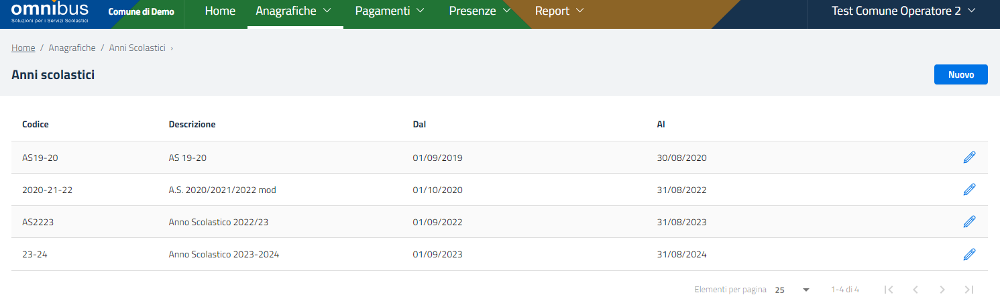 omnibus
Soluzioni per i Servizi Scolastici
Comune di Demo
Home Anagrafiche Pagamenti Presenze Report Test Comune Operatore 2
Home / Anagrafiche / Anni Scolastici ›
Anni scolastici
Nuovo
Codice Descrizione Dal Al
AS19-20 AS 19-20 01/09/2019 30/08/2020
2020-21-22 A.S. 2020/2021/2022 mod 01/10/2020 31/08/2022
AS2223 Anno Scolastico 2022/23 01/09/2022 31/08/2023
23-24 Anno Scolastico 2023-2024 01/09/2023 31/08/2024
Elementi per pagina 25 1-4 di 4